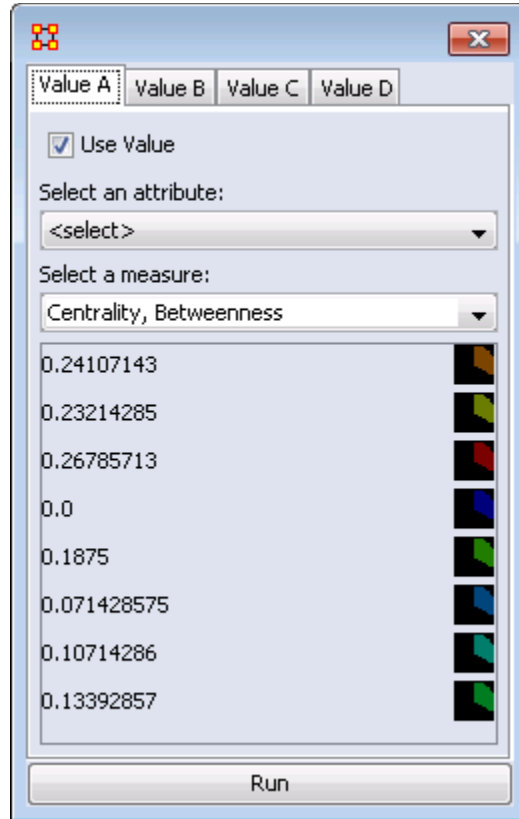 Value A Value B Value C Value D
Use Value
Select an attribute:
<select>
Select a measure:
Centrality, Betweenness
0.24107143
0.23214285
0.26785713
0.0
0.1875
0.071428575
0.10714286
0.13392857
Run